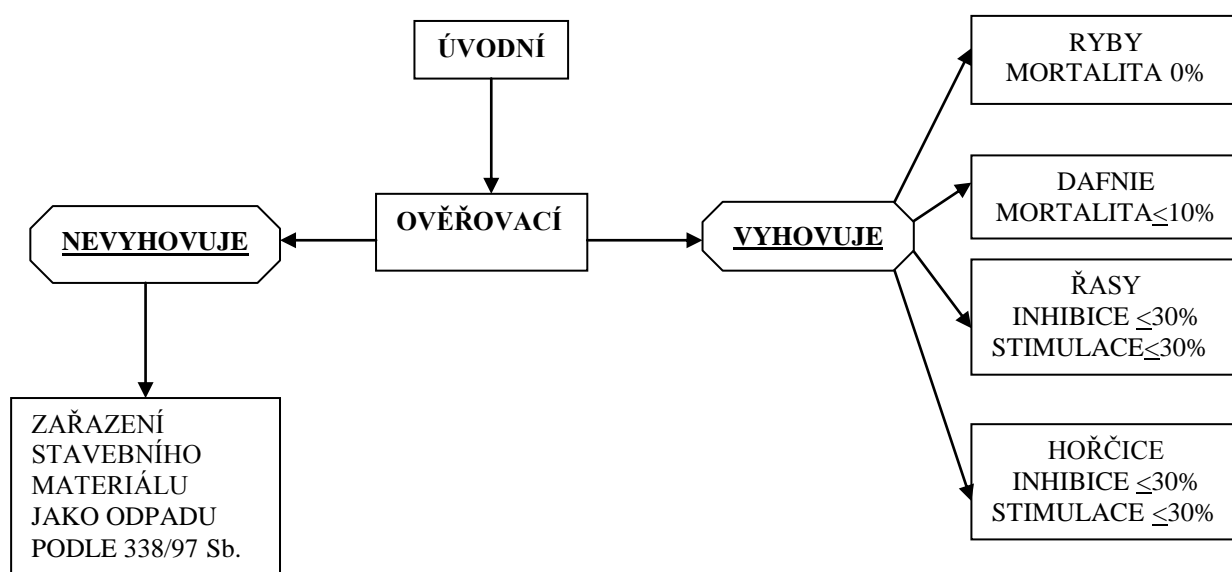 ÚVODNÍ
OVĚŘOVACÍ
NEVYHOVUJE
ZAŘAZENÍ
STAVEBNÍHO
MATERIÁLU
JAKO ODPADU
PODLE 338/97 Sb.
VYHOVUJE
RYBY
MORTALITA 0%
DAFNIE
MORTALITA≤10%
ŘASY
INHIBICE ≤30%
STIMULACE≤30%
HOŘČICE
INHIBICE ≤30%
STIMULACE ≤30%